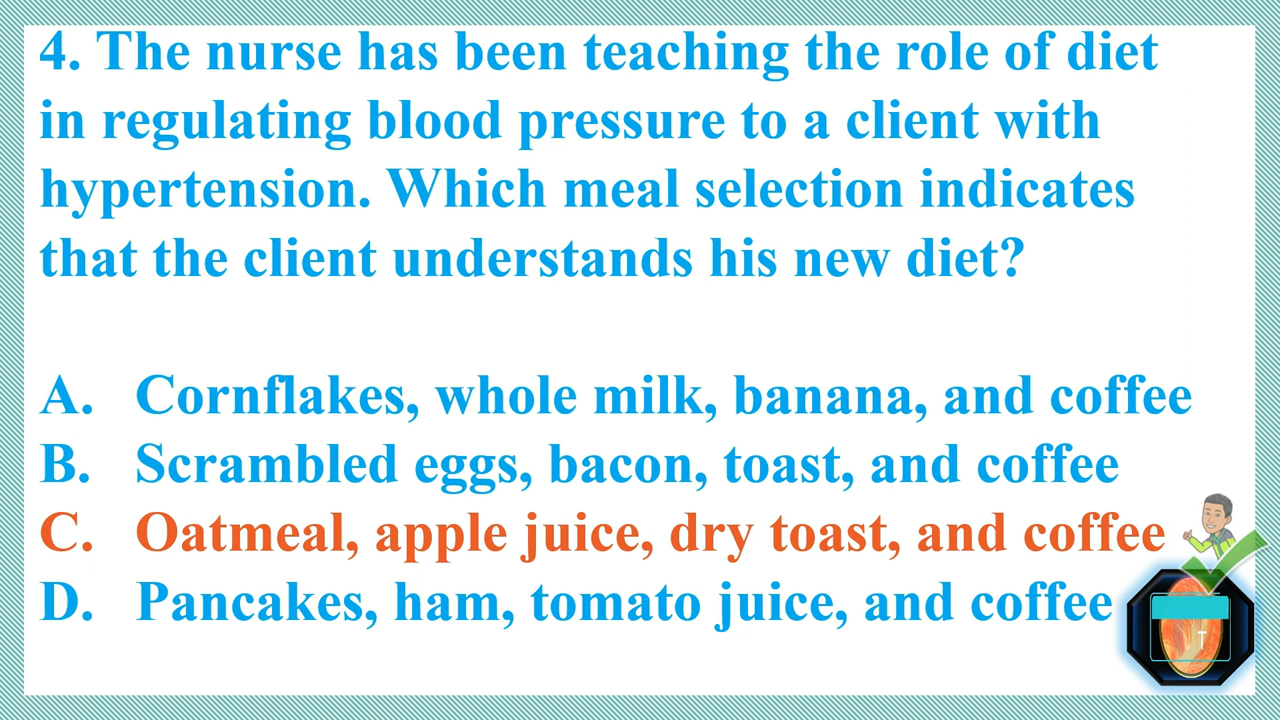 4. The nurse has been teaching the role of diet
in regulating blood pressure to a client with
hypertension. Which meal selection indicates
that the client understands his new diet?
A. Cornflakes, whole milk, banana, and coffee
B. Scrambled eggs, bacon, toast, and coffee
C. Oatmeal, apple juice, dry toast, and coffee
D. Pancakes, ham, tomato juice, and coffee
T